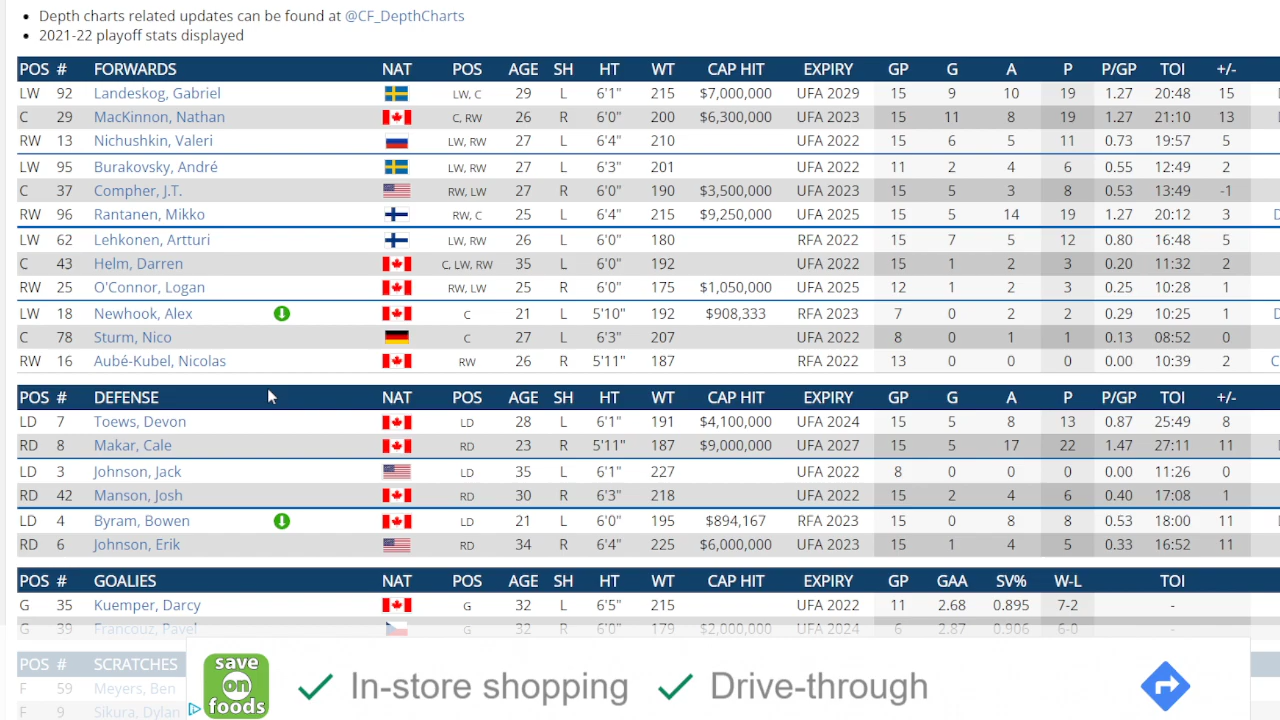 Depth charts related updates can be found at @CF_DepthCharts
2021-22 playoff stats displayed
POS # FORWARDS NAT POS AGE SH HT WT CAP HIT EXPIRY GP G A P P/GP TOI +/-
LW 92 Landeskog, Gabriel LW, C 29 L 6'1" 215 $7,000,000 UFA 2029 15 9 10 19 1.27 20:48 15
C 29 MacKinnon, Nathan C, RW 26 R 6'0" 200 $6,300,000 UFA 2023 15 11 8 19 1.27 21:10 13
RW 13 Nichushkin, Valeri LW, RW 27 L 6'4" 210 UFA 2022 15 6 5 11 0.73 19:57 5
LW 95 Burakovsky, André LW, RW 27 L 6'3" 201 UFA 2022 11 2 4 6 0.55 12:49 2
C 37 Compher, J.T. RW, LW 27 R 6'0" 190 $3,500,000 UFA 2023 15 5 3 8 0.53 13:49 -1
RW 96 Rantanen, Mikko RW, C 25 L 6'4" 215 $9,250,000 UFA 2025 15 5 14 19 1.27 20:12 3
LW 62 Lehkonen, Artturi LW, RW 26 L 6'0" 180 RFA 2022 15 7 5 12 0.80 16:48 5
C 43 Helm, Darren C, LW, RW 35 L 6'0" 192 UFA 2022 15 1 2 3 0.20 11:32 2
RW 25 O'Connor, Logan RW, LW 25 R 6'0" 175 $1,050,000 UFA 2025 12 1 2 3 0.25 10:28 1
LW 18 Newhook, Alex C 21 L 5'10" 192 $908,333 RFA 2023 7 0 2 2 0.29 10:25 1
C 78 Sturm, Nico C 27 L 6'3" 207 UFA 2022 8 0 1 1 0.13 08:52 0
RW 16 Aubé-Kubel, Nicolas RW 26 R 5'11" 187 RFA 2022 13 0 0 0 0.00 10:39 2
POS # DEFENSE NAT POS AGE SH HT WT CAP HIT EXPIRY GP G A P P/GP TOI +/-
LD 7 Toews, Devon LD 28 L 6'1" 191 $4,100,000 UFA 2024 15 5 8 13 0.87 25:49 8
RD 8 Makar, Cale RD 23 R 5'11" 187 $9,000,000 UFA 2027 15 5 17 22 1.47 27:11 11
LD 3 Johnson, Jack LD 35 L 6'1" 227 UFA 2022 8 0 0 0 0.00 11:26 0
RD 42 Manson, Josh RD 30 R 6'3" 218 UFA 2022 15 2 4 6 0.40 17:08 1
LD 4 Byram, Bowen LD 21 L 6'0" 195 $894,167 RFA 2023 15 0 8 8 0.53 18:00 11
RD 6 Johnson, Erik RD 34 R 6'4" 225 $6,000,000 UFA 2023 15 1 4 5 0.33 16:52 11
POS # GOALIES NAT POS AGE SH HT WT CAP HIT EXPIRY GP GAA SV% W-L TOI
G 35 Kuemper, Darcy G 32 L 6'5" 215 UFA 2022 11 2.68 0.895 7-2 -
G 39 Francouz, Pavel G 32 R 6'0" 179 $2,000,000 UFA 2024 6 2.87 0.906 6-0 -
POS # SCRATCHES
F 59 Meyers, Ben
F 9 Sikura, Dylan
save on foods
In-store shopping Drive-through